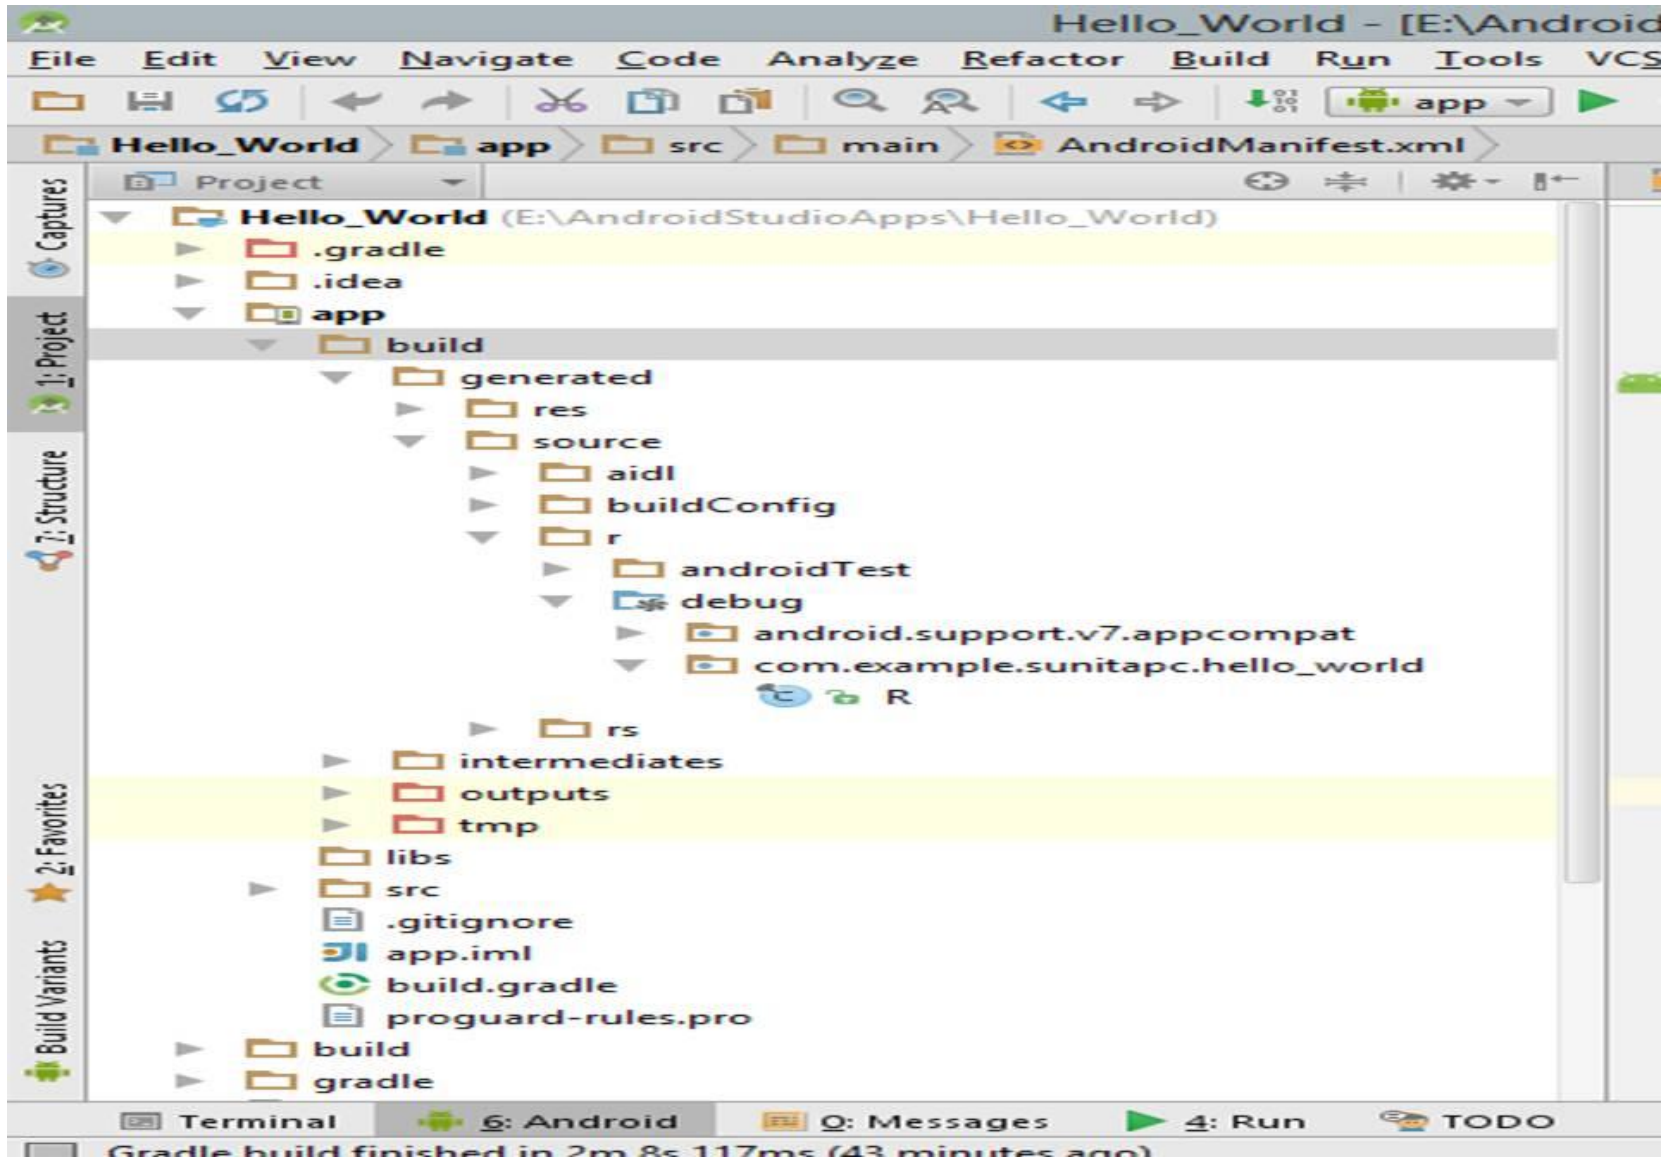 Hello_World - [E:\Android
File Edit View Navigate Code Analyze Refactor Build Run Tools VCS
app
Hello_World app src main AndroidManifest.xml
Project
Hello_World (E:\AndroidStudioApps\Hello_World)
.gradle
.idea
app
build
generated
res
source
aidl
buildConfig
r
androidTest
debug
android.support.v7.appcompat
com.example.sunitapc.hello_world
R
rs
intermediates
outputs
tmp
libs
src
.gitignore
app.iml
build.gradle
proguard-rules.pro
build
gradle
Captures
1: Project
7: Structure
2: Favorites
Build Variants
Terminal 6: Android 0: Messages 4: Run TODO
Gradle build finished in 2m 8s 117ms (43 minutes ago)